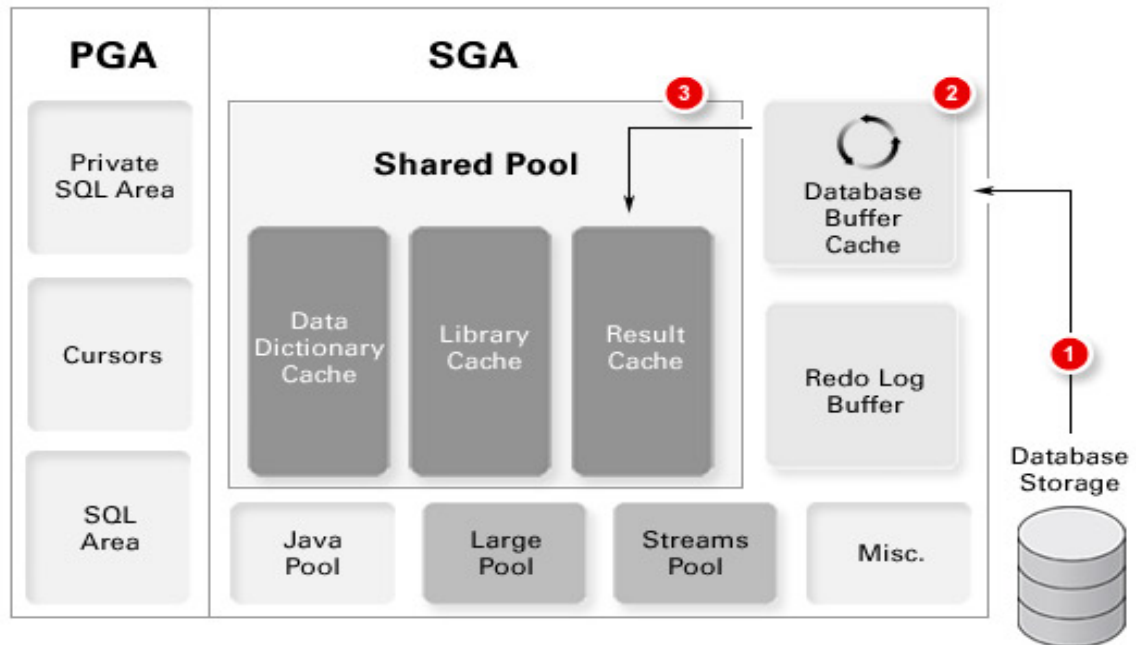 PGA
SGA
Private
SQL Area
Cursors
SQL
Area
3
Shared Pool
Data
Dictionary
Cache
Library
Cache
Result
Cache
2
Database
Buffer
Cache
Redo Log
Buffer
1
Database
Storage
Java
Pool
Large
Pool
Streams
Pool
Misc.